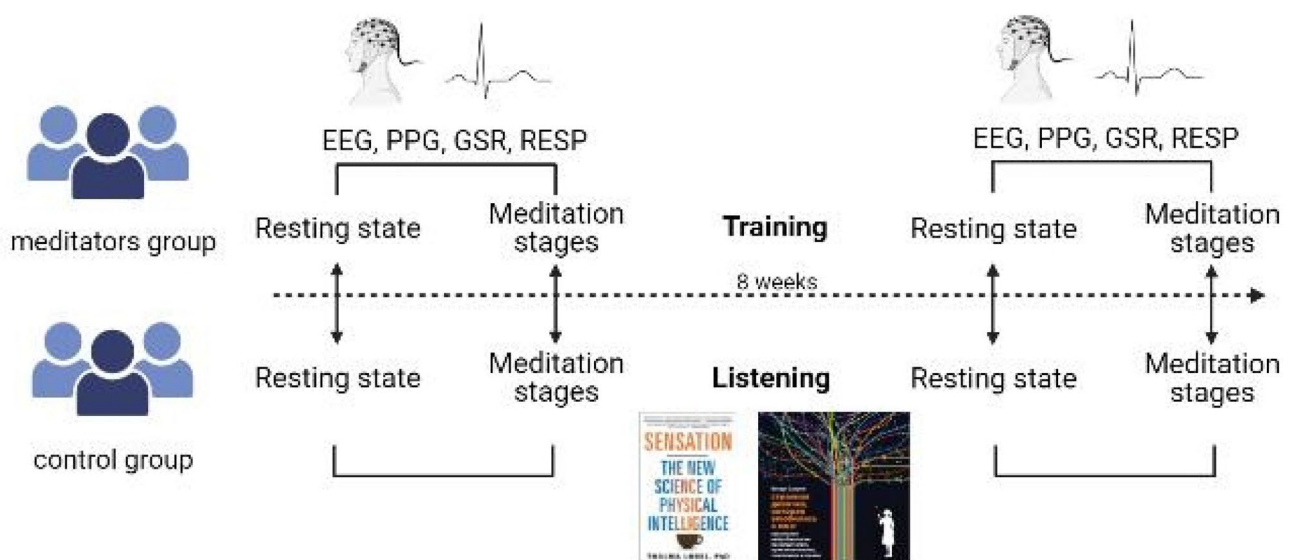 EEG, PPG, GSR, RESP
EEG, PPG, GSR, RESP
meditators group
Resting state
Meditation
stages
Training
Resting state
Meditation
stages
8 weeks
control group
Resting state
Meditation
stages
Listening
Resting state
Meditation
stages
SENSATION
THE NEW
SCIENCE OF
PHYSICAL
INTELLIGENCE